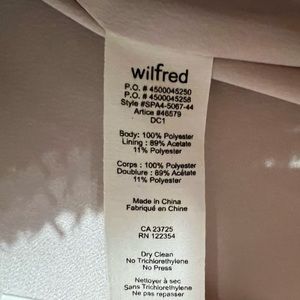 wilfred
P.O. # 4500045250
P.O. # 4500045258
Style #SPA4-5067-44
Artice #46579
DC1
Body: 100% Polyester
Lining : 89% Acetate
11% Polyester
Corps : 100% Polyester
Doublure : 89% Acétate
11% Polyester
Made in China
Fabriqué en Chine
CA 23725
RN 122354
Dry Clean
No Trichlorethylene
No Press
Nettoyer à sec
Sans Trichlorethylene
Ne pas repasser